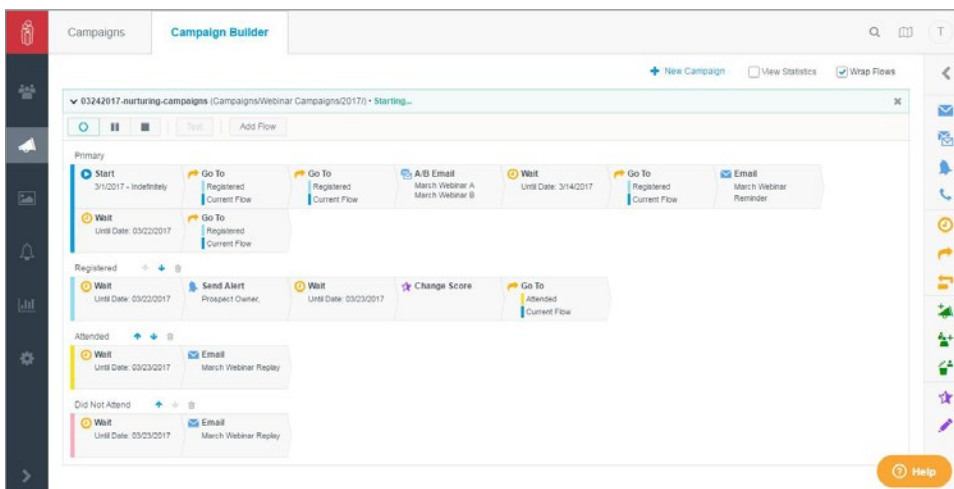 Campaigns
Campaign Builder
T
New Campaign
View Statistics
Wrap Flows
03242017-nurturing-campaigns (Campaigns/Webinar Campaigns/2017/) • Starting...
Test
Add Flow
Primary
Start
3/1/2017 - Indefinitely
Go To
Registered
Current Flow
Go To
Registered
Current Flow
A/B Email
March Webinar A
March Webinar B
Wait
Until Date: 3/14/2017
Go To
Registered
Current Flow
Email
March Webinar
Reminder
Wait
Until Date: 03/22/2017
Go To
Registered
Current Flow
Registered
Wait
Until Date: 03/22/2017
Send Alert
Prospect Owner,
Wait
Until Date: 03/23/2017
Change Score
Go To
Attended
Current Flow
Attended
Wait
Until Date: 03/23/2017
Email
March Webinar Replay
Did Not Attend
Wait
Until Date: 03/23/2017
Email
March Webinar Replay
Help